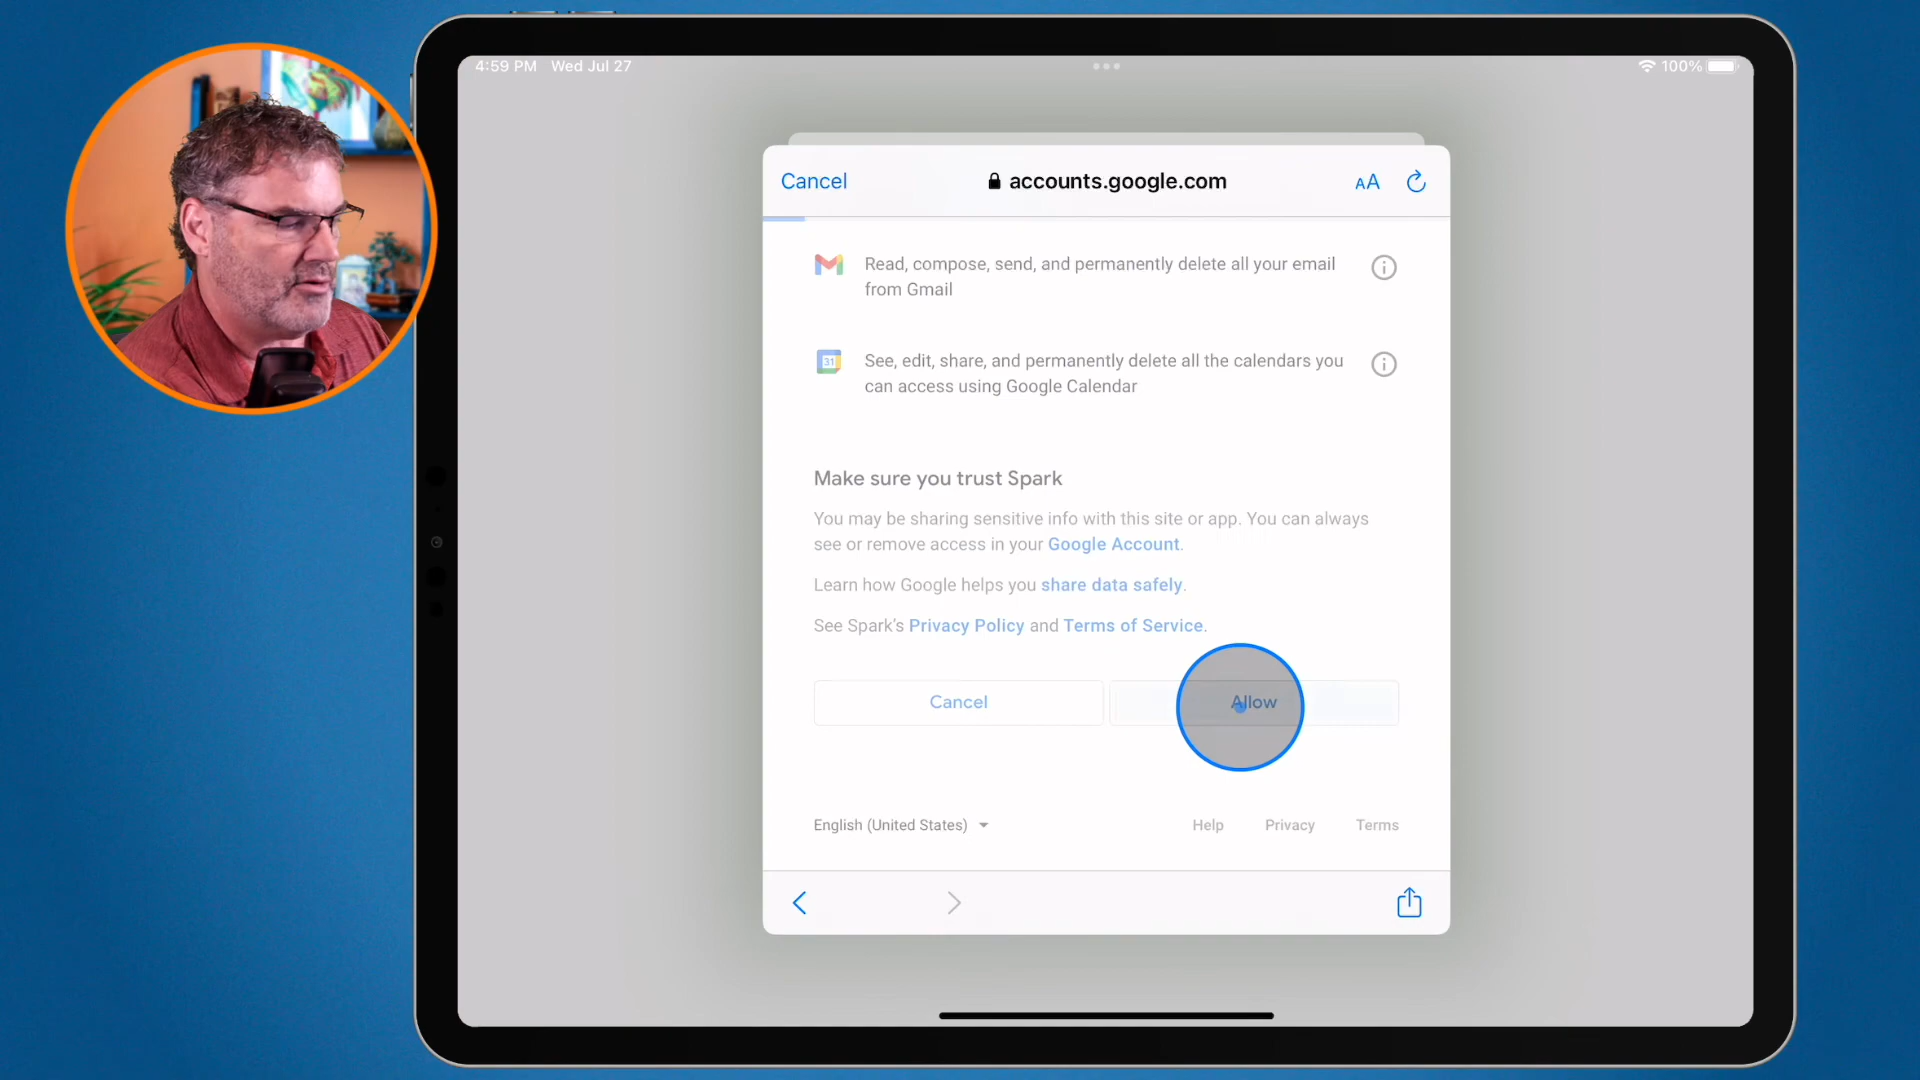 4:59 PM Wed Jul 27
100%
Cancel
accounts.google.com
AA
Read, compose, send, and permanently delete all your email
from Gmail
31
See, edit, share, and permanently delete all the calendars you
can access using Google Calendar
Make sure you trust Spark
You may be sharing sensitive info with this site or app. You can always
see or remove access in your Google Account.
Learn how Google helps you share data safely.
See Spark's Privacy Policy and Terms of Service.
Cancel
Allow
English (United States)
Help
Privacy
Terms